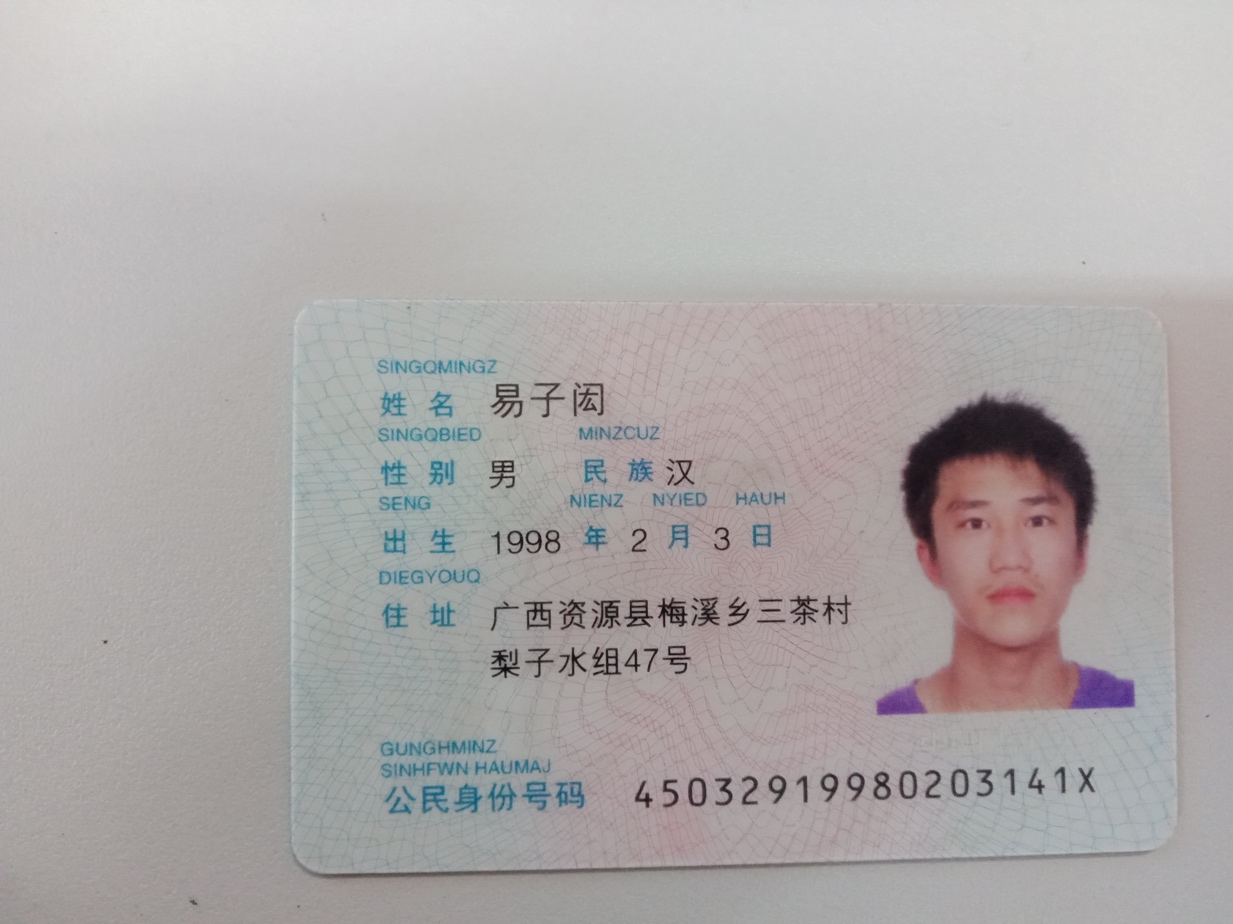 SINGQMINGZ
姓 名 易子闳
SINGQBIED MINZCUZ
性 别 男 民 族 汉
SENG NIENZ NYIED HAUH
出 生 1998 年 2 月 3 日
DIEGYOUQ
住 址 广西资源县梅溪乡三茶村
梨子水组47号
GUNGHMINZ
SINHFWN HAUMAJ
公民身份号码 45032919980203141X